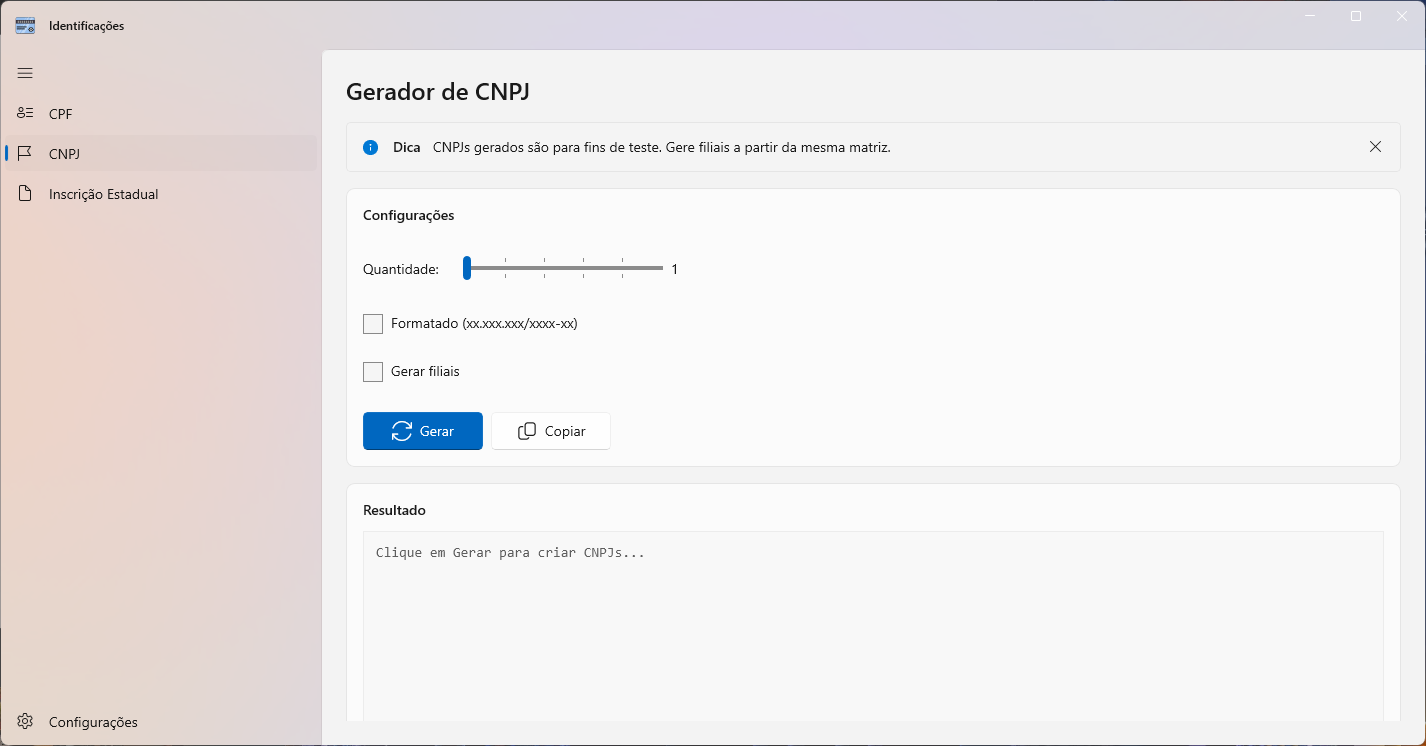 Identificações
CPF
CNPJ
Inscrição Estadual
Configurações
Gerador de CNPJ
Dica CNPJs gerados são para fins de teste. Gere filiais a partir da mesma matriz.
Configurações
Quantidade: 1
Formatado (xx.xxx.xxx/xxxx-xx)
Gerar filiais
Gerar Copiar
Resultado
Clique em Gerar para criar CNPJs...